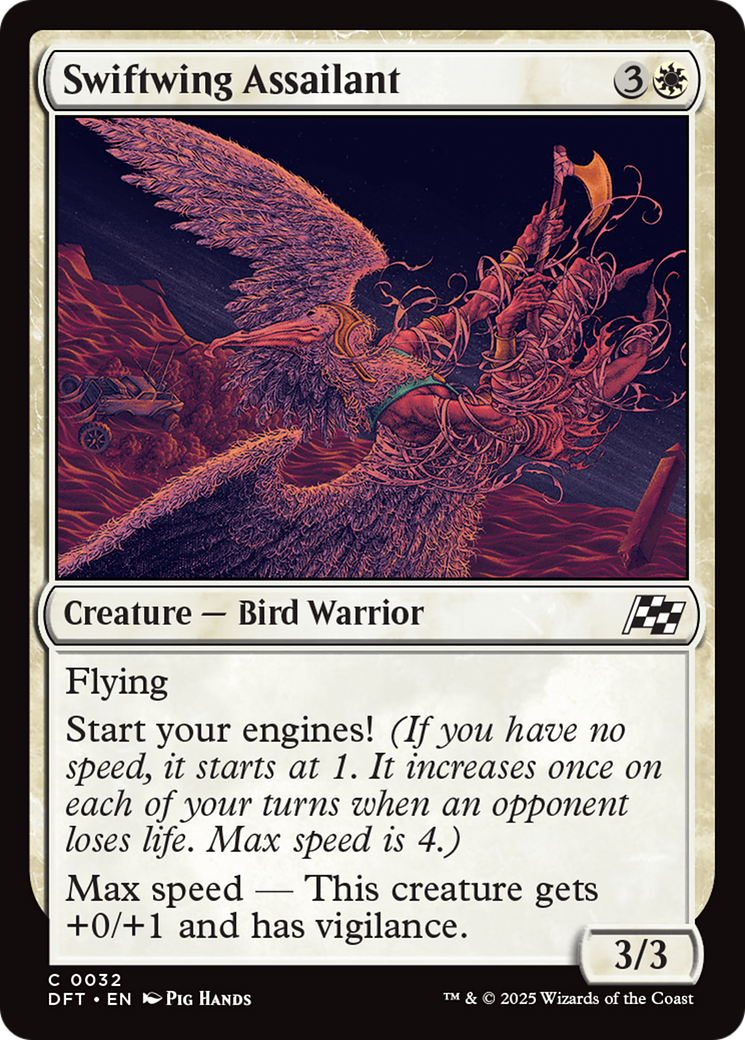 Swiftwing Assailant 3
Creature — Bird Warrior
Flying
Start your engines! (If you have no
speed, it starts at 1. It increases once on
each of your turns when an opponent
loses life. Max speed is 4.)
Max speed — This creature gets
+0/+1 and has vigilance.
3/3
C 0032
DFT • EN Pig Hands
™ & © 2025 Wizards of the Coast